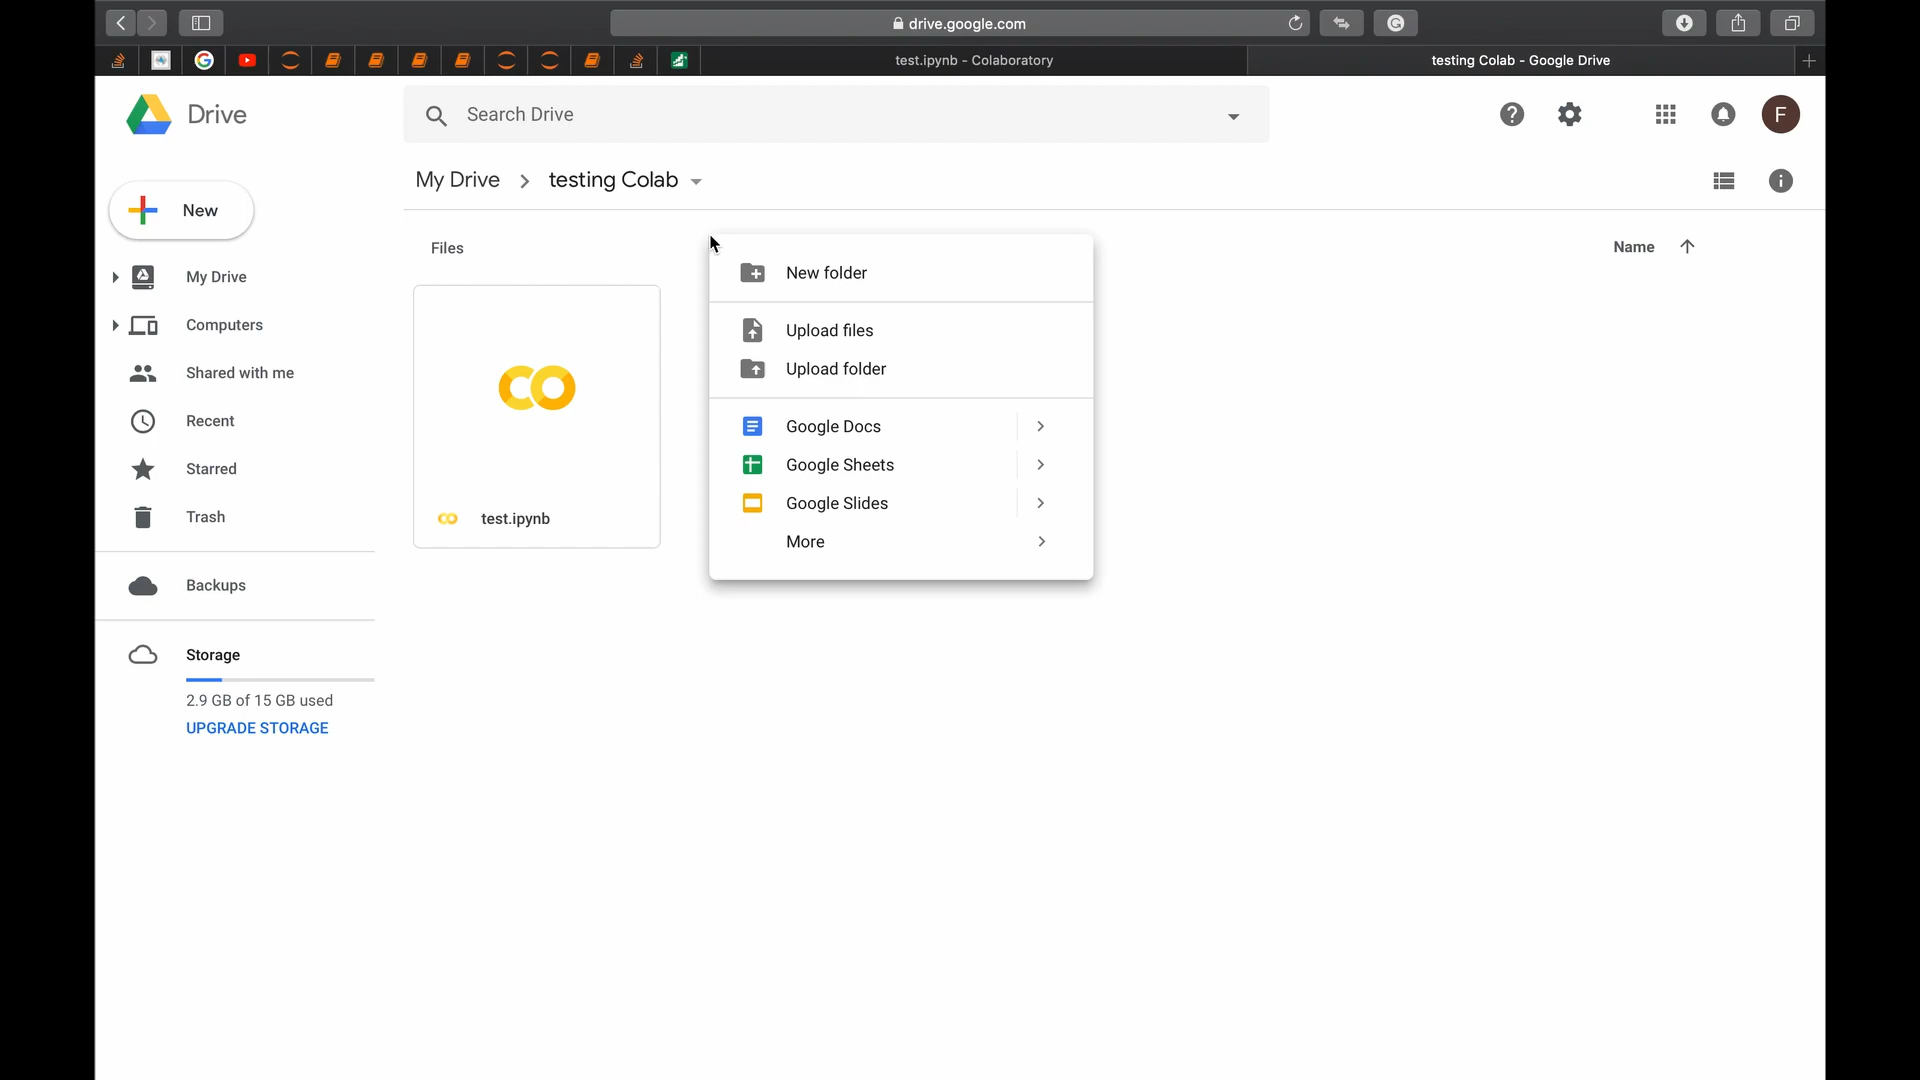 drive.google.com
test.ipynb - Colaboratory
testing Colab - Google Drive
Drive
Search Drive
F
My Drive
testing Colab
New
Files
Name
New folder
My Drive
Computers
Upload files
Upload folder
Shared with me
Recent
Google Docs
Google Sheets
Starred
Google Slides
Trash
test.ipynb
More
Backups
Storage
2.9 GB of 15 GB used
UPGRADE STORAGE